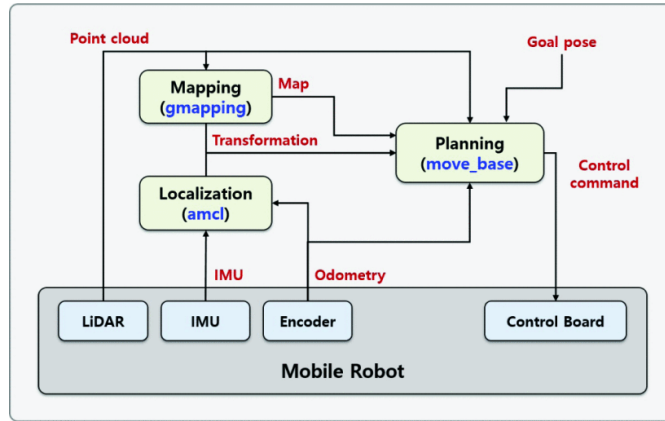 Point cloud
Goal pose
Mapping
(gmapping)
Map
Transformation
Planning
(move_base)
Control
command
Localization
(amcl)
IMU
Odometry
LiDAR
IMU
Encoder
Control Board
Mobile Robot